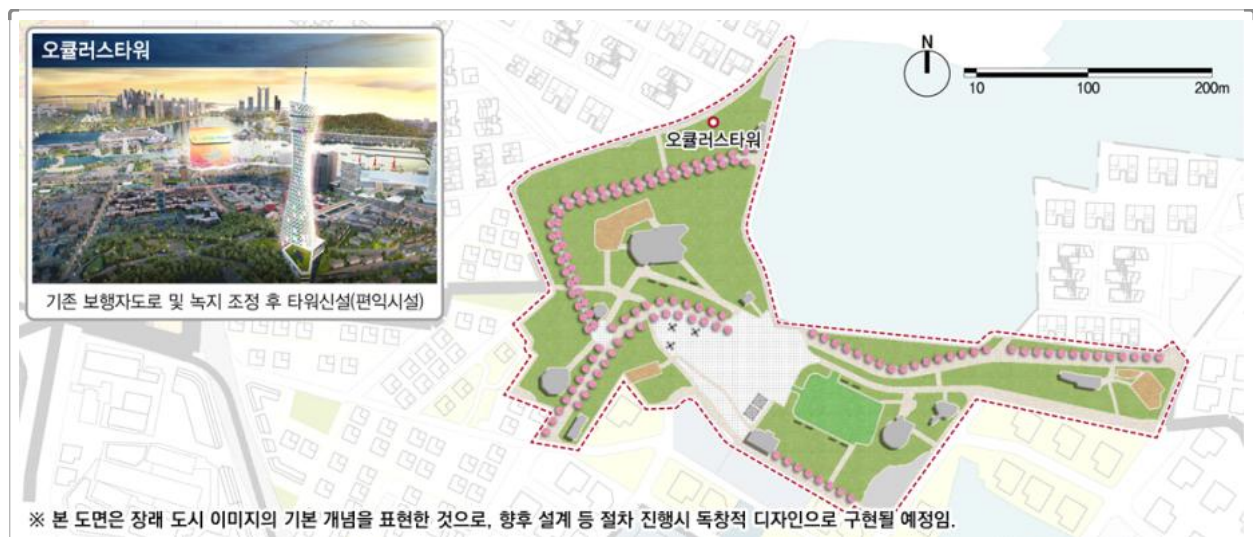 오큘러스타워
기존 보행자도로 및 녹지 조정 후 타워신설(편익시설)
오큘러스타워
N
10 100 200m
※ 본 도면은 장래 도시 이미지의 기본 개념을 표현한 것으로, 향후 설계 등 절차 진행시 독창적 디자인으로 구현될 예정임.